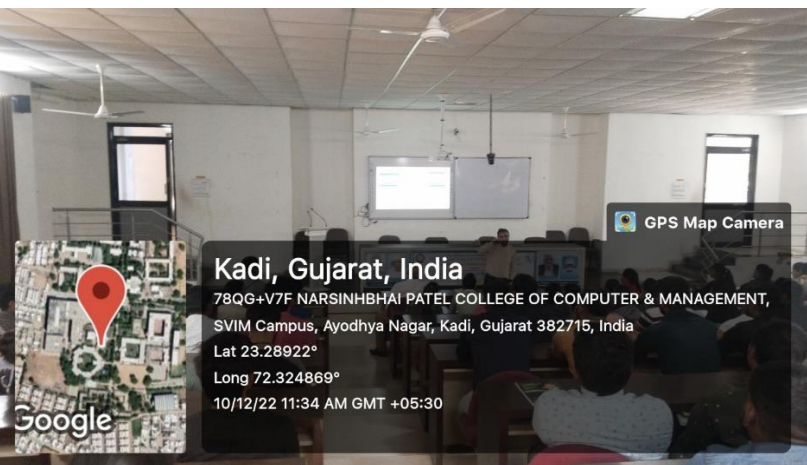 GPS Map Camera
Kadi, Gujarat, India
78QG+V7F NARSINHBHAI PATEL COLLEGE OF COMPUTER & MANAGEMENT,
SVIM Campus, Ayodhya Nagar, Kadi, Gujarat 382715, India
Lat 23.28922°
Long 72.324869°
10/12/22 11:34 AM GMT +05:30
Google